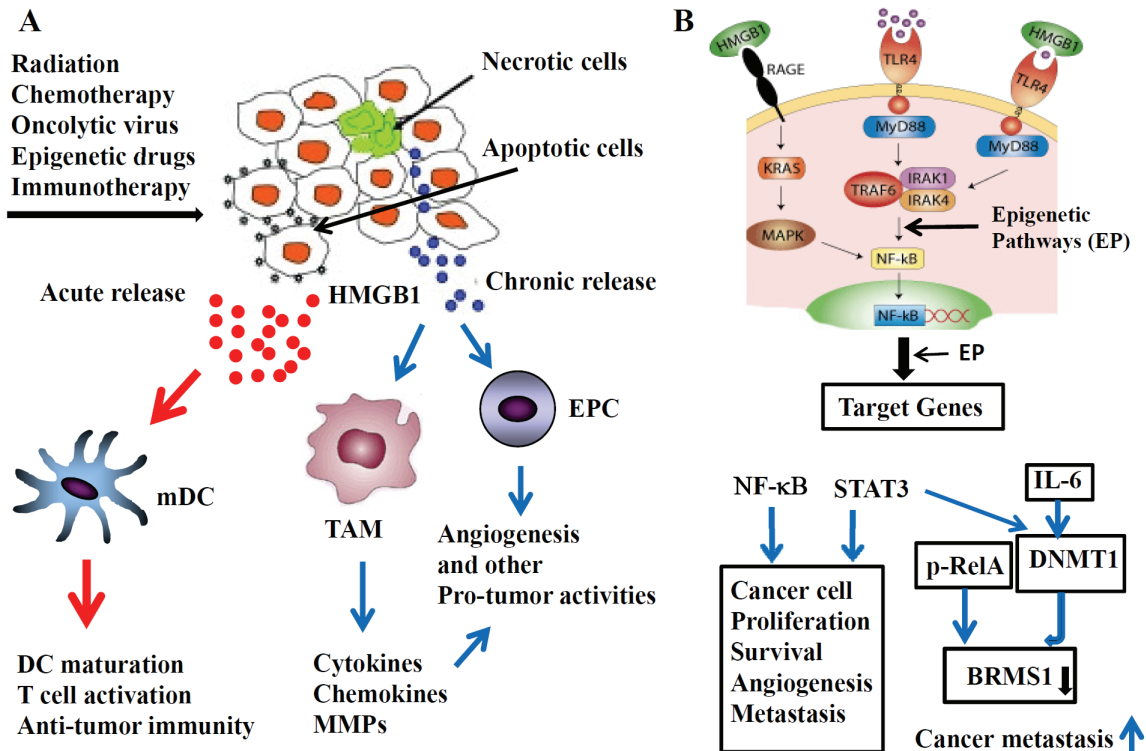 A
Radiation
Chemotherapy
Oncolytic virus
Epigenetic drugs
Immunotherapy
Necrotic cells
Apoptotic cells
Acute release
HMGB1
Chronic release
mDC
TAM
EPC
DC maturation
T cell activation
Anti-tumor immunity
Cytokines
Chemokines
MMPs
Angiogenesis
and other
Pro-tumor activities
B
HMGB1
RAGE
TLR4
HMGB1
TLR4
MyD88
MyD88
KRAS
TRAF6
IRAK1
IRAK4
MAPK
Epigenetic
Pathways (EP)
NF-kB
NF-kB
EP
Target Genes
NF-κB
STAT3
IL-6
p-RelA
DNMT1
Cancer cell
Proliferation
Survival
Angiogenesis
Metastasis
BRMS1
Cancer metastasis